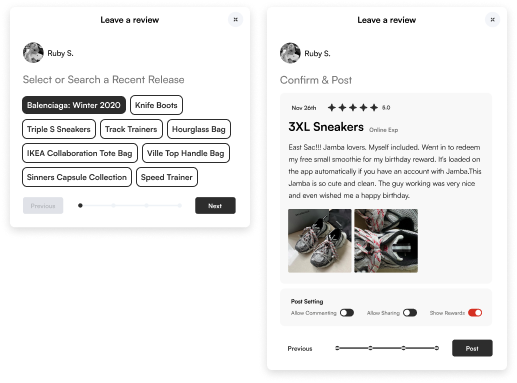 Leave a review
Ruby S.
Select or Search a Recent Release
Balenciaga: Winter 2020
Knife Boots
Triple S Sneakers
Track Trainers
Hourglass Bag
IKEA Collaboration Tote Bag
Ville Top Handle Bag
Sinners Capsule Collection
Speed Trainer
Previous
Next
Leave a review
Ruby S.
Confirm & Post
Nov 26th
5.0
3XL Sneakers Online Exp
East Sac!!! Jamba lovers. Myself included. Went in to redeem
my free small smoothie for my birthday reward. It's loaded on
the app automatically if you have an account with Jamba.This
Jamba is so cute and clean. The guy working was very nice
and even wished me a happy birthday.
Post Setting
Allow Commenting
Allow Sharing
Show Rewards
Previous
Post